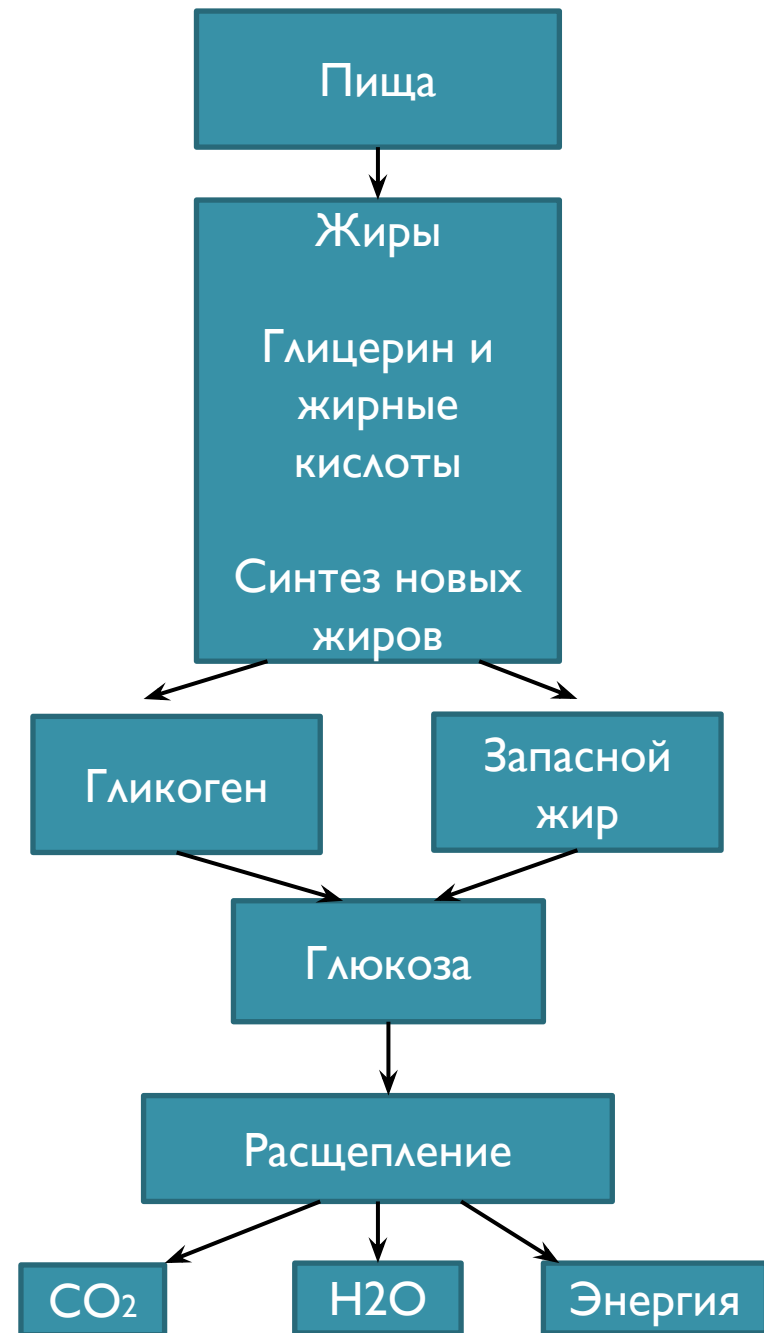 Пища
Жиры
Глицерин и
жирные
кислоты
Синтез новых
жиров
Гликоген
Запасной
жир
Глюкоза
Расщепление
CO₂
H2O
Энергия